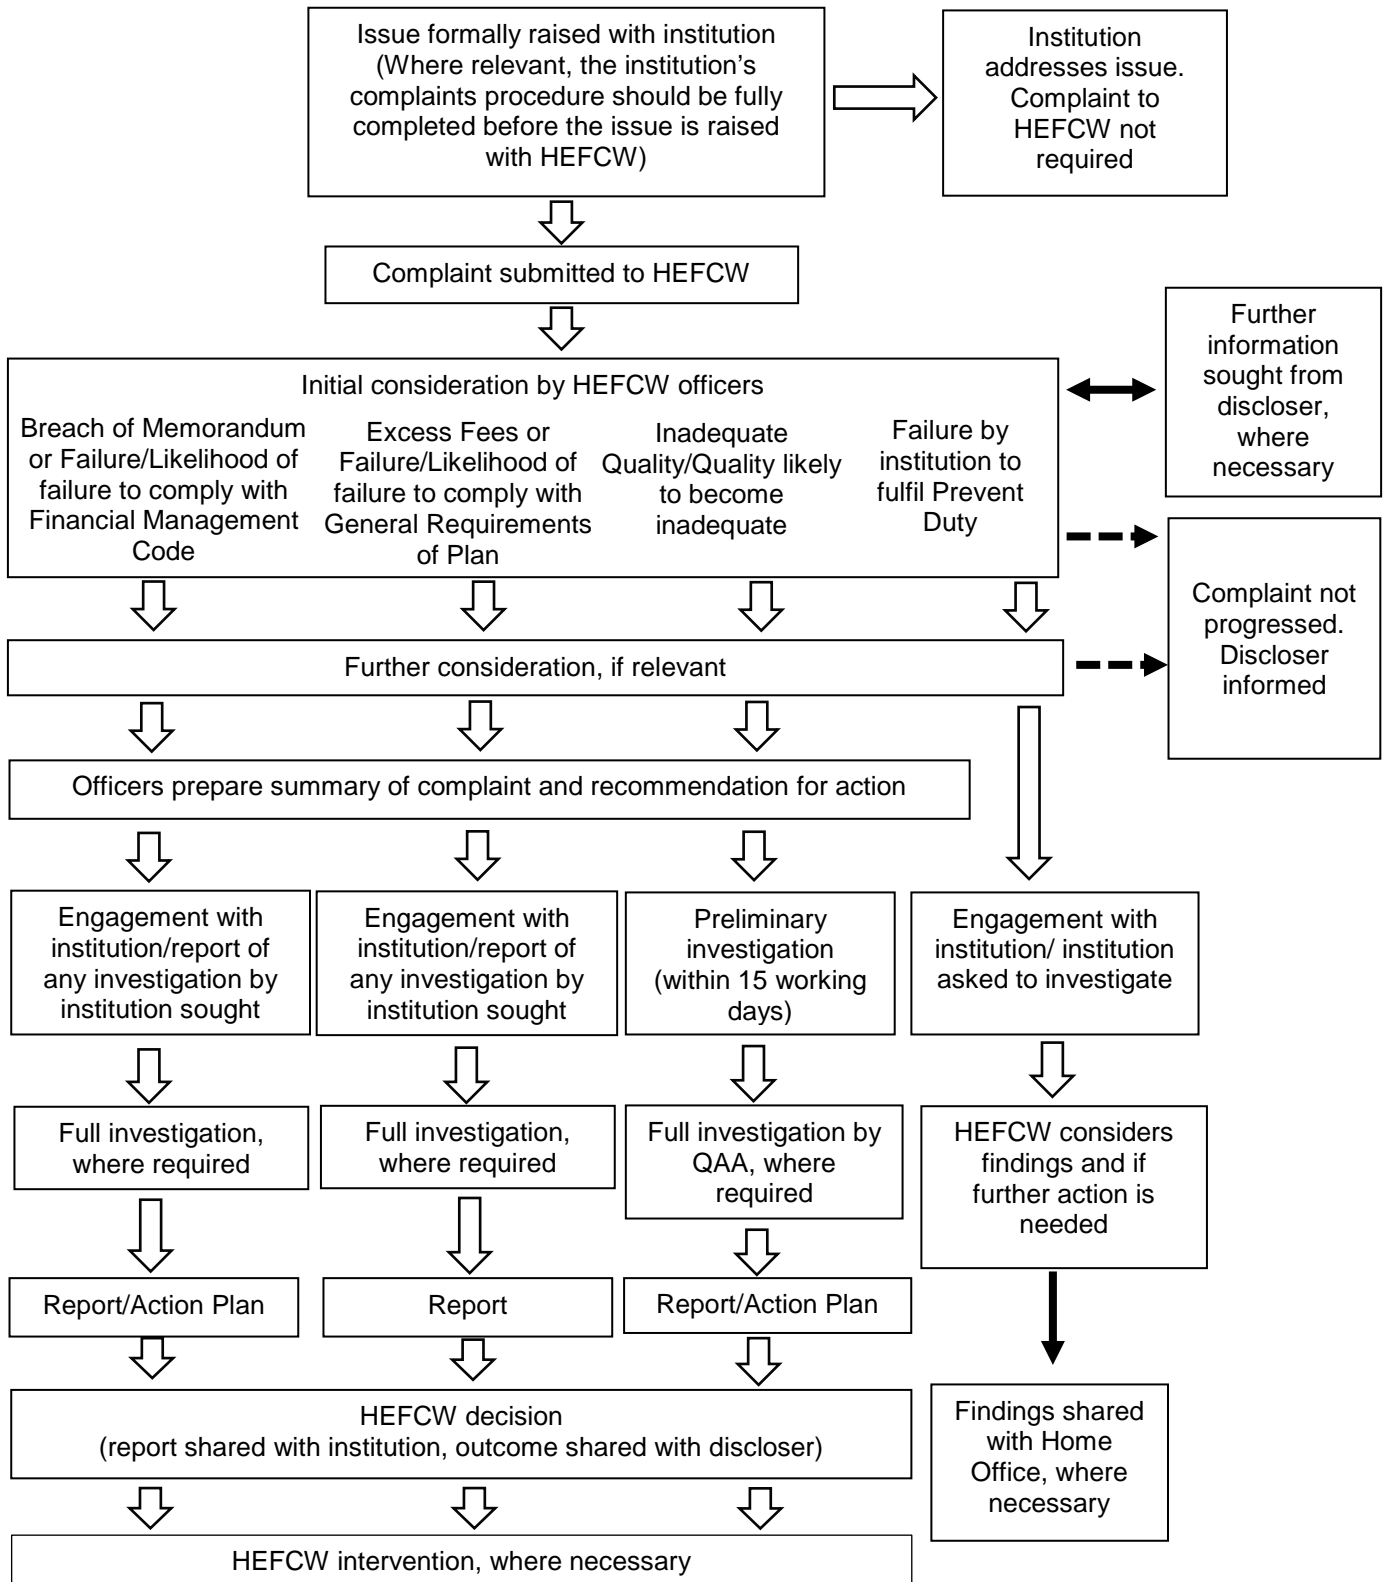 Issue formally raised with institution
(Where relevant, the institution's
complaints procedure should be fully
completed before the issue is raised
with HEFCW)
Institution
addresses issue.
Complaint to
HEFCW not
required
Complaint submitted to HEFCW
Further
information
sought from
discloser,
where
necessary
Initial consideration by HEFCW officers
Breach of Memorandum
or Failure/Likelihood of
failure to comply with
Financial Management
Code
Excess Fees or
Failure/Likelihood of
failure to comply with
General Requirements
of Plan
Inadequate
Quality/Quality likely
to become
inadequate
Failure by
institution to
fulfil Prevent
Duty
Complaint not
progressed.
Discloser
informed
Further consideration, if relevant
Officers prepare summary of complaint and recommendation for action
Engagement with
institution/report of
any investigation by
institution sought
Engagement with
institution/report of
any investigation by
institution sought
Preliminary
investigation
(within 15 working
days)
Engagement with
institution/ institution
asked to investigate
Full investigation,
where required
Full investigation,
where required
Full investigation by
QAA, where
required
HEFCW considers
findings and if
further action is
needed
Report/Action Plan
Report
Report/Action Plan
HEFCW decision
(report shared with institution, outcome shared with discloser)
Findings shared
with Home
Office, where
necessary
HEFCW intervention, where necessary